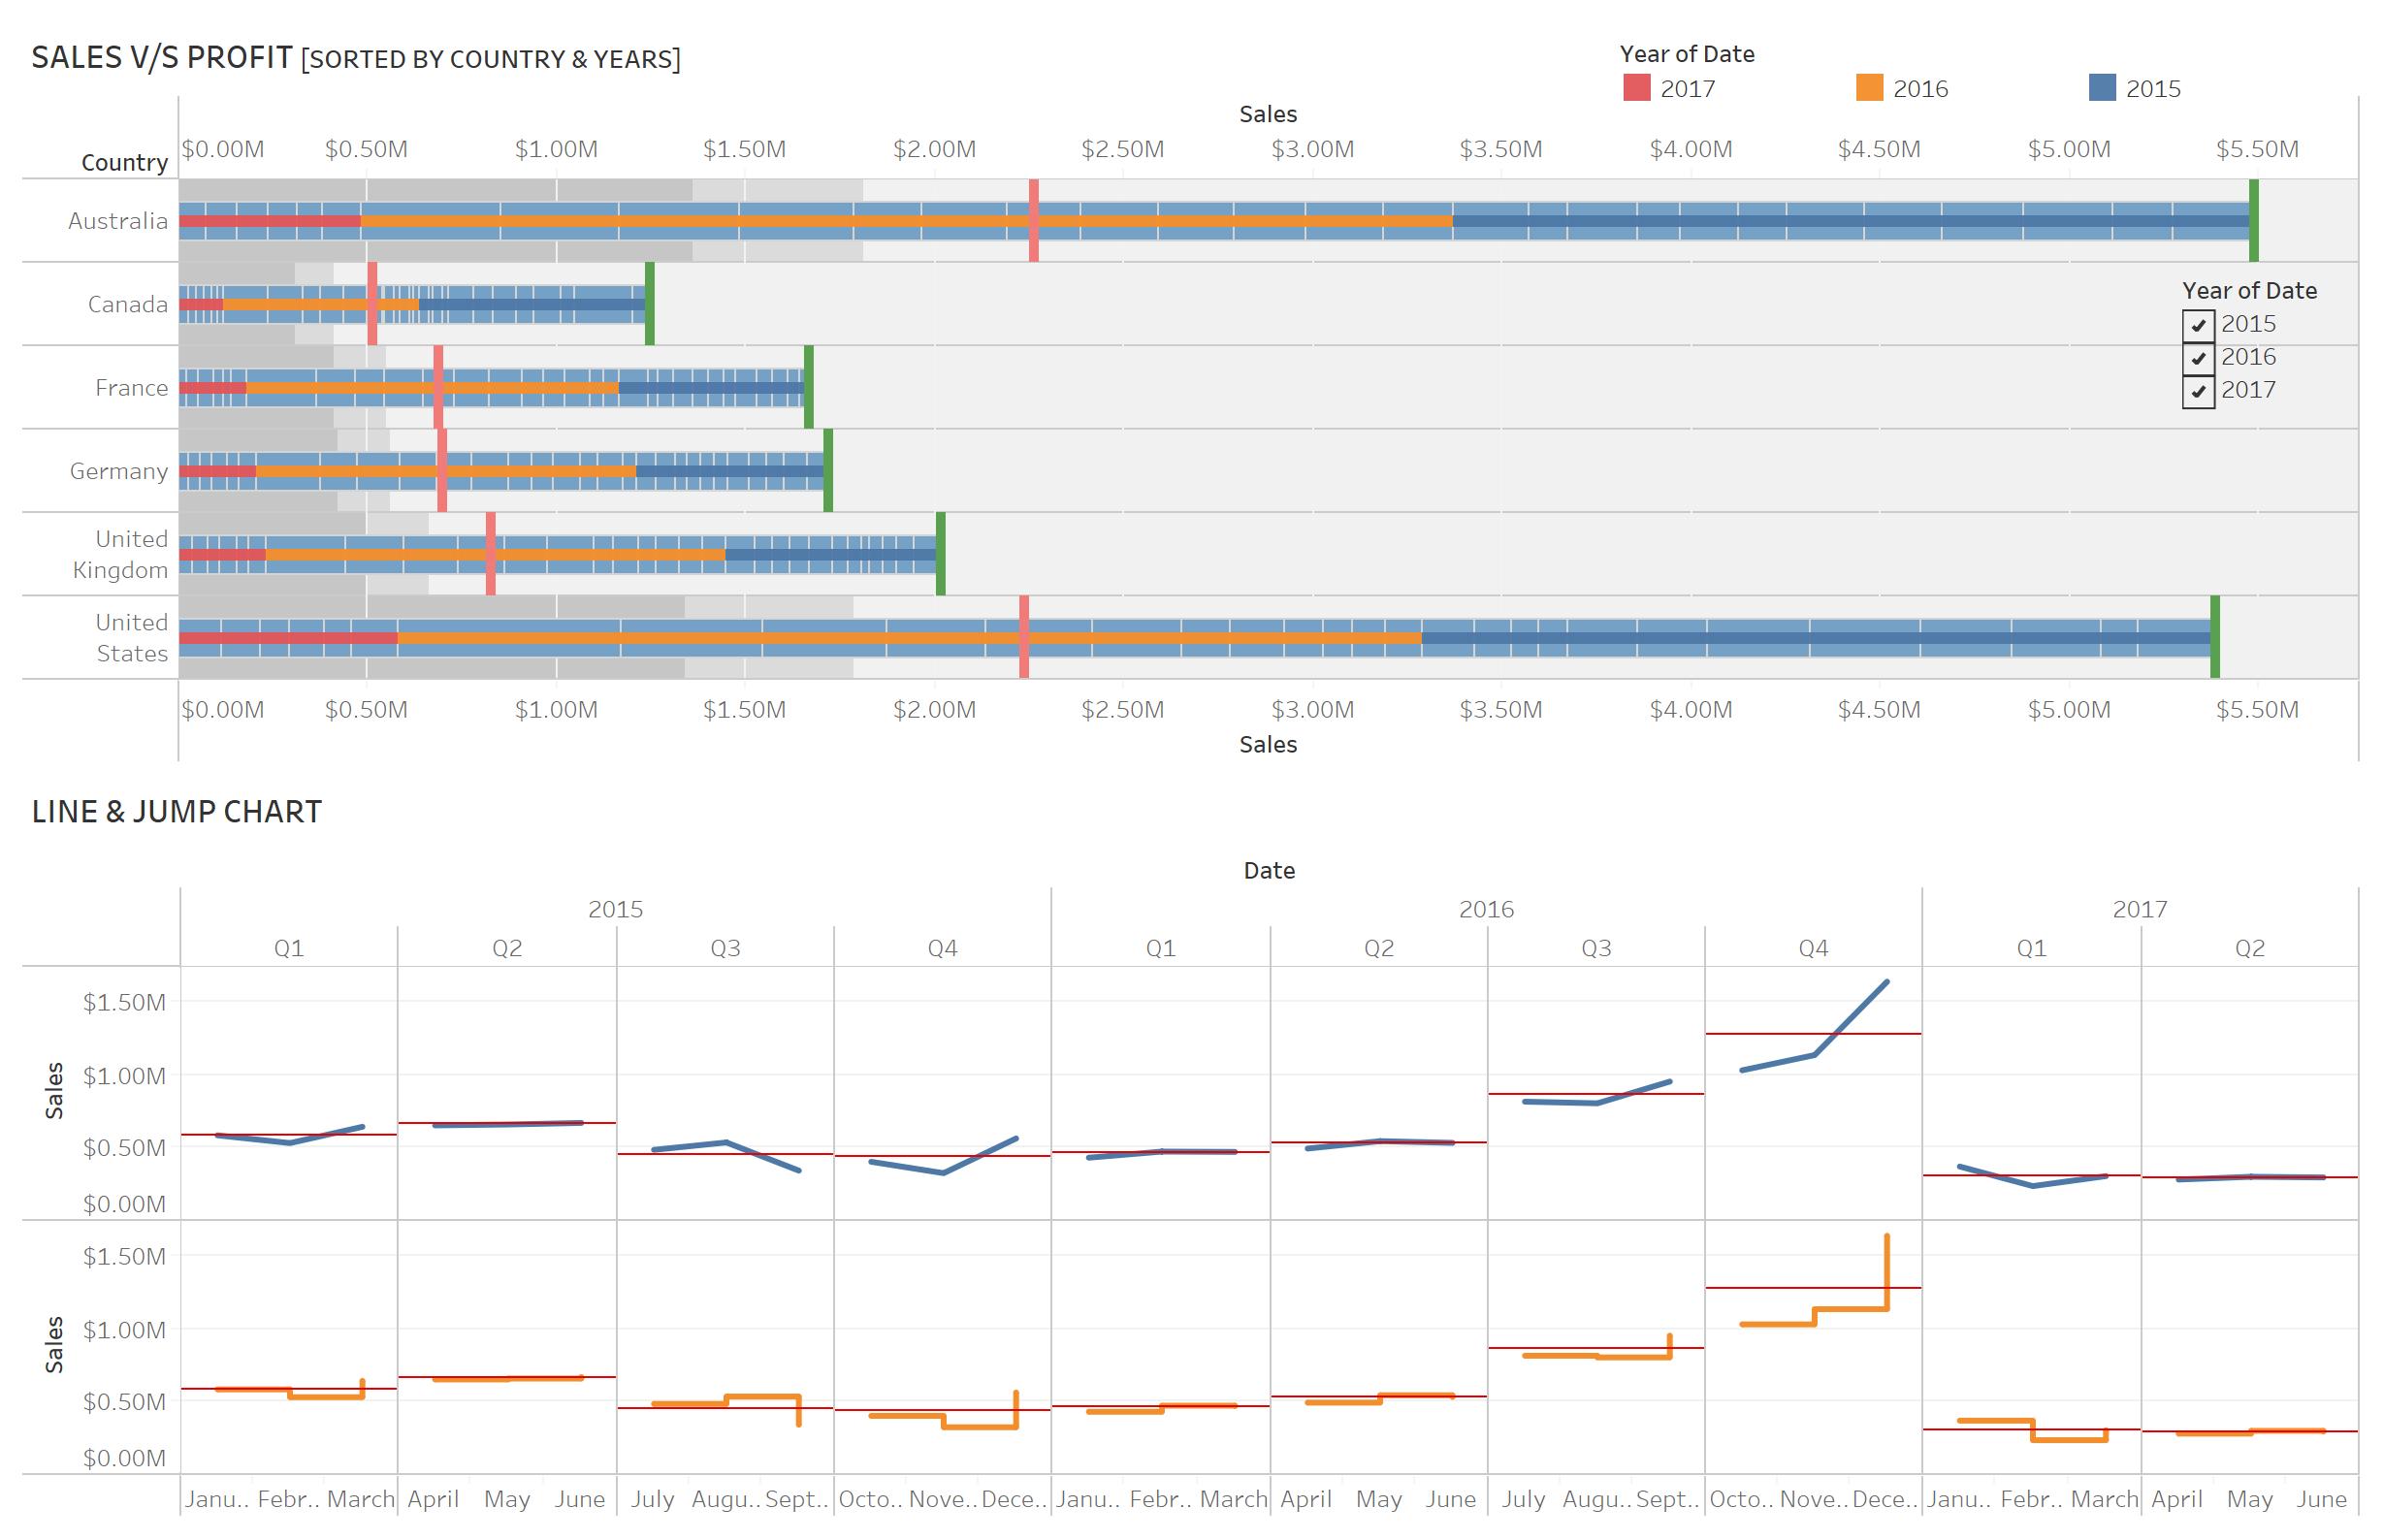 SALES V/S PROFIT [SORTED BY COUNTRY & YEARS]
Year of Date
2017 2016 2015
Sales
$0.00M $0.50M $1.00M $1.50M $2.00M $2.50M $3.00M $3.50M $4.00M $4.50M $5.00M $5.50M
Country
Australia
Canada
France
Germany
United
Kingdom
United
States
Year of Date
2015
2016
2017
$0.00M $0.50M $1.00M $1.50M $2.00M $2.50M $3.00M $3.50M $4.00M $4.50M $5.00M $5.50M
Sales
LINE & JUMP CHART
Date
2015 2016 2017
Q1 Q2 Q3 Q4 Q1 Q2 Q3 Q4 Q1 Q2
Sales
$1.50M
$1.00M
$0.50M
$0.00M
Sales
$1.50M
$1.00M
$0.50M
$0.00M
Janu.. Febr.. March April May June July Augu.. Sept.. Octo.. Nove.. Dece.. Janu.. Febr.. March April May June July Augu.. Sept.. Octo.. Nove.. Dece.. Janu.. Febr.. March April May June